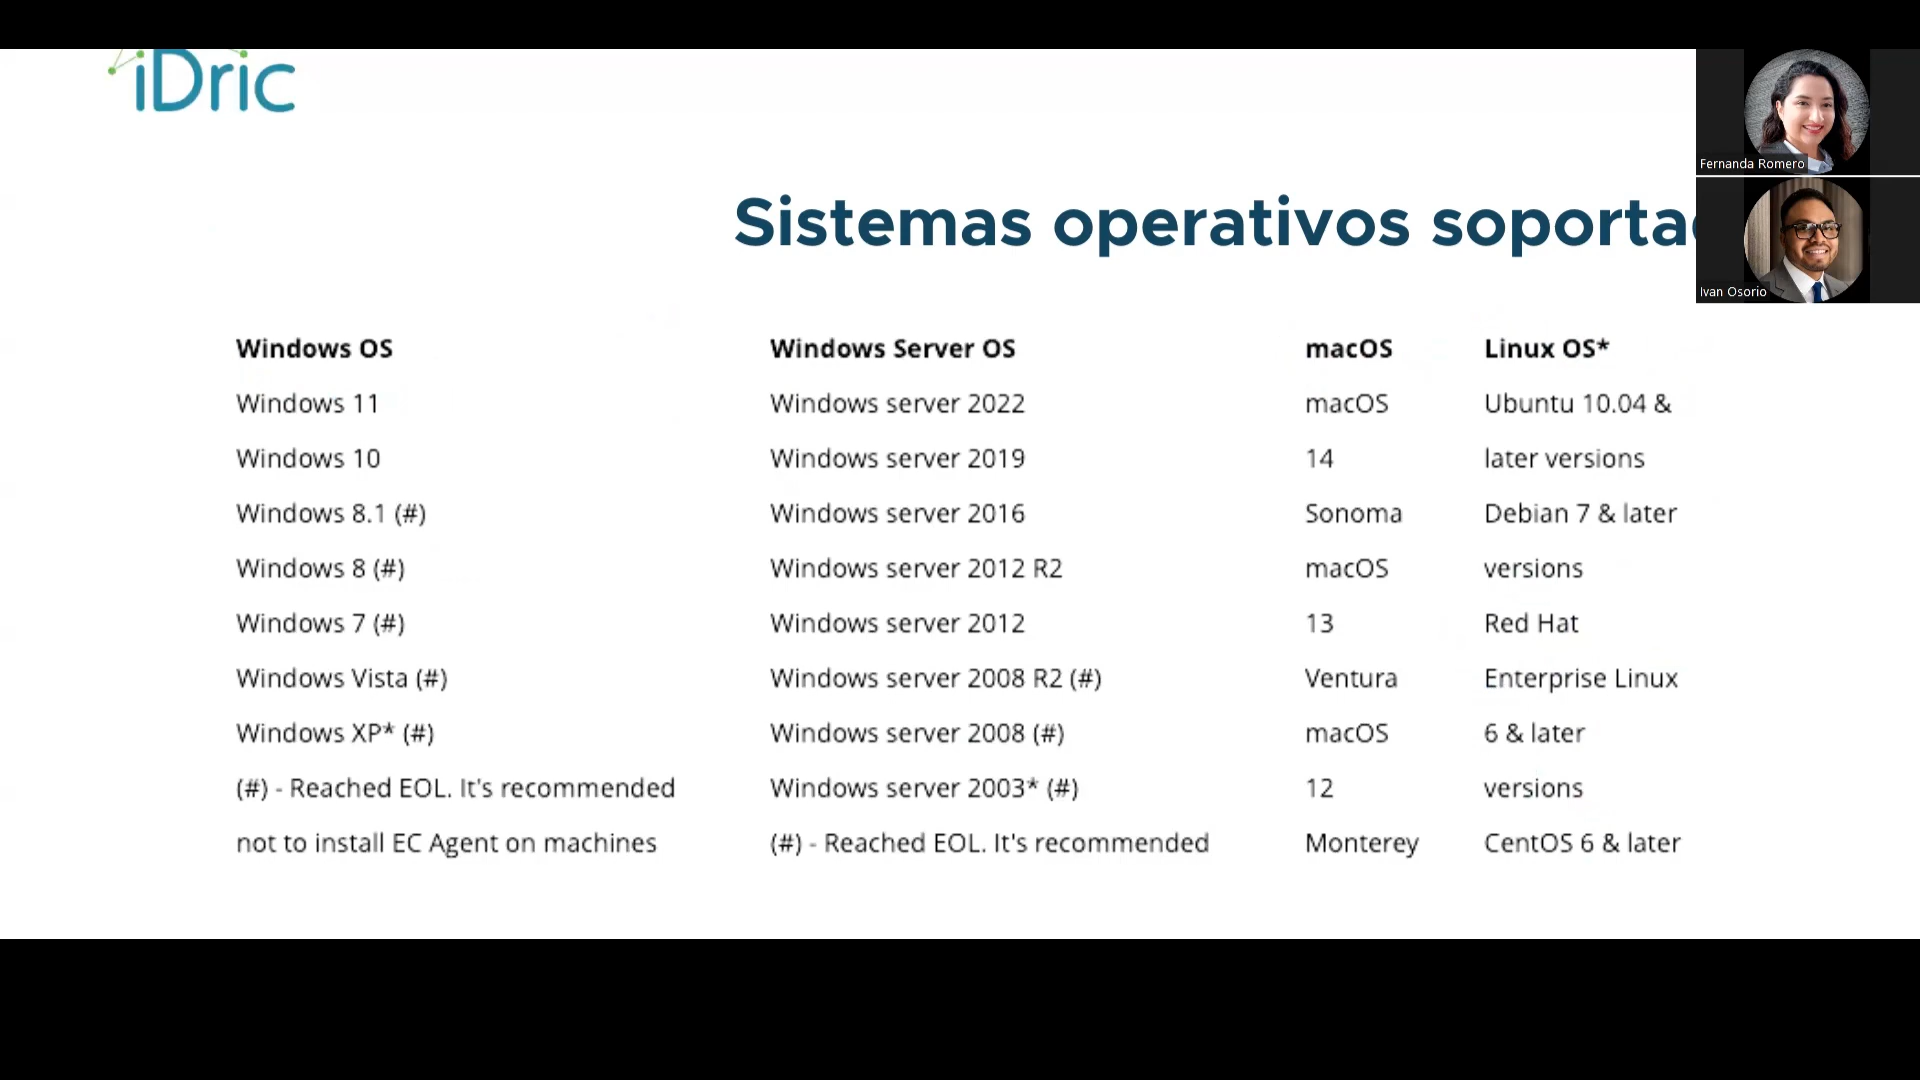 iDric
Fernanda Romero
Sistemas operativos
Ivan Osorio
Windows OS
Windows 11
Windows 10
Windows 8.1 (#)
Windows 8 (#)
Windows 7 (#)
Windows Vista (#)
Windows XP* (#)
(#) - Reached EOL. It's recommended
not to install EC Agent on machines
Windows Server OS
Windows server 2022
Windows server 2019
Windows server 2016
Windows server 2012 R2
Windows server 2012
Windows server 2008 R2 (#)
Windows server 2008 (#)
Windows server 2003* (#)
(#) - Reached EOL. It's recommended
macOS
macOS
14
Sonoma
macOS
13
Ventura
macOS
12
Monterey
Linux OS*
Ubuntu 10.04 &
later versions
Debian 7 & later
versions
Red Hat
Enterprise Linux
6 & later
versions
CentOS 6 & later